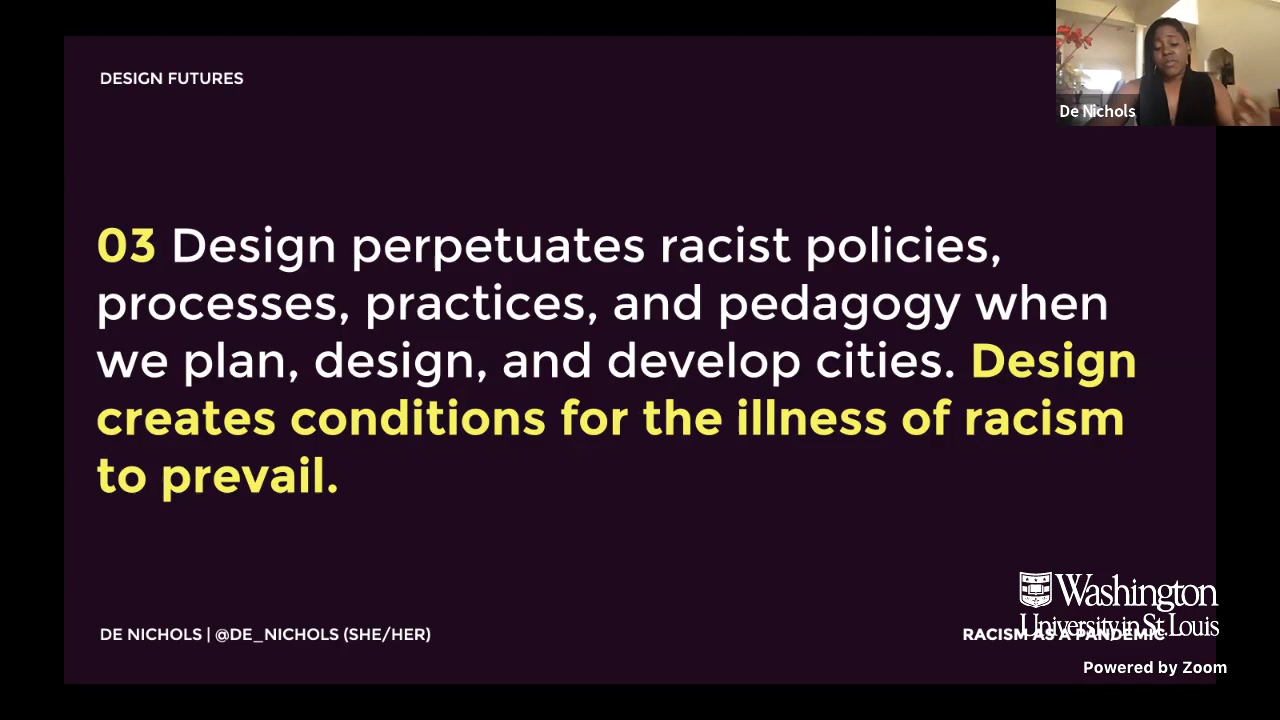 DESIGN FUTURES
De Nichols
03 Design perpetuates racist policies,
processes, practices, and pedagogy when
we plan, design, and develop cities. Design
creates conditions for the illness of racism
to prevail.
Washington
University in St. Louis
DE NICHOLS | @DE_NICHOLS (SHE/HER)
RACISM AS A PANDEMIC
Powered by Zoom